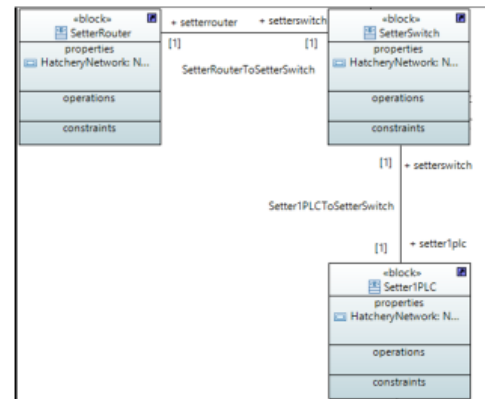 «block»
SetterRouter
properties
HatcheryNetwork: N...
operations
constraints
+ setterrouter
+ setterswitch
[1]
[1]
SetterRouterToSetterSwitch
«block»
SetterSwitch
properties
HatcheryNetwork: N...
operations
constraints
[1]
+ setterswitch
Setter1PLCToSetterSwitch
[1]
+ setter1plc
«block»
Setter1PLC
properties
HatcheryNetwork: N...
operations
constraints